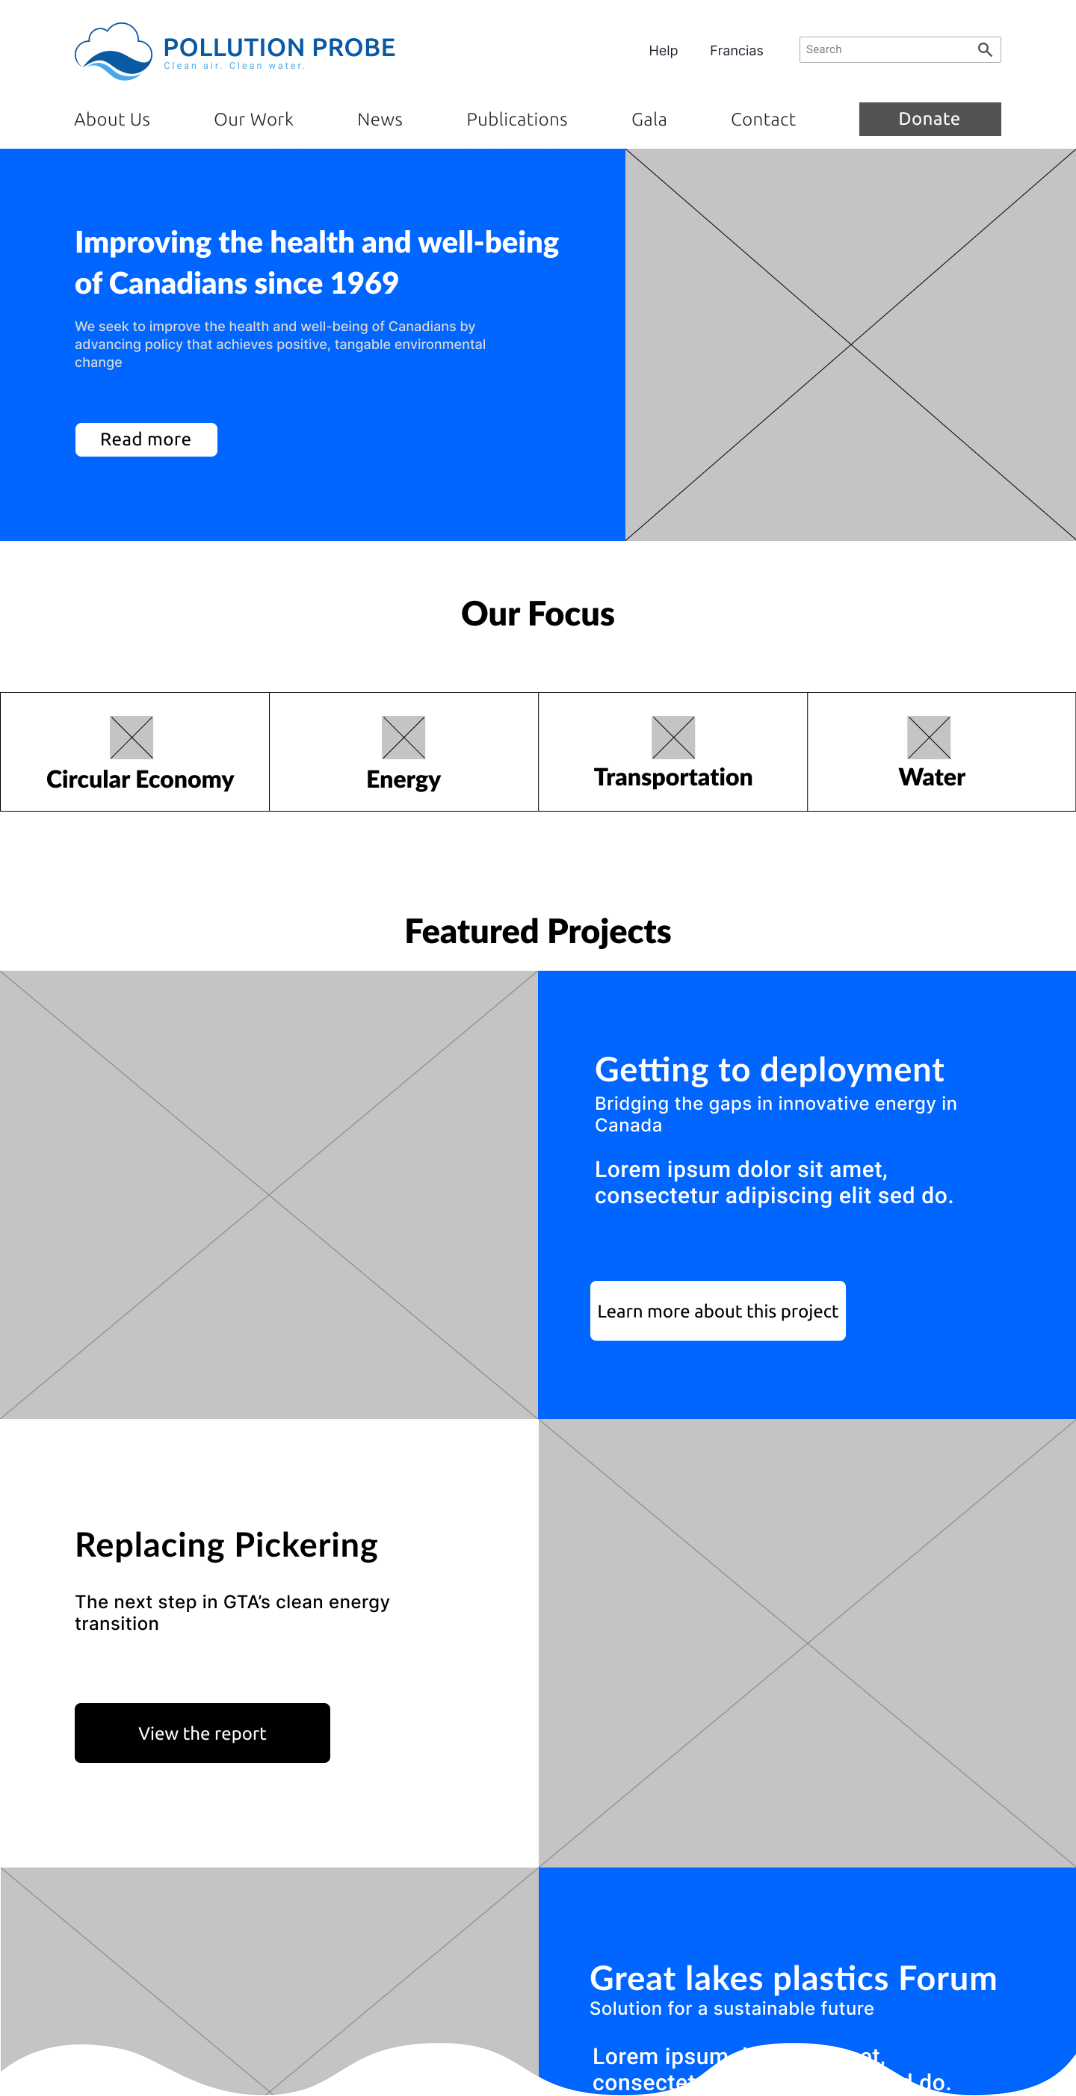 POLLUTION PROBE
Clean air. Clean water.
Help
Francias
Search
About Us
Our Work
News
Publications
Gala
Contact
Donate
Improving the health and well-being
of Canadians since 1969
We seek to improve the health and well-being of Canadians by
advancing policy that achieves positive, tangable environmental
change
Read more
Our Focus
Circular Economy
Energy
Transportation
Water
Featured Projects
Getting to deployment
Bridging the gaps in innovative energy in
Canada
Lorem ipsum dolor sit amet,
consectetur adipiscing elit sed do.
Learn more about this project
Replacing Pickering
The next step in GTA's clean energy
transition
View the report
Great lakes plastics Forum
Solution for a sustainable future
Lorem
do.